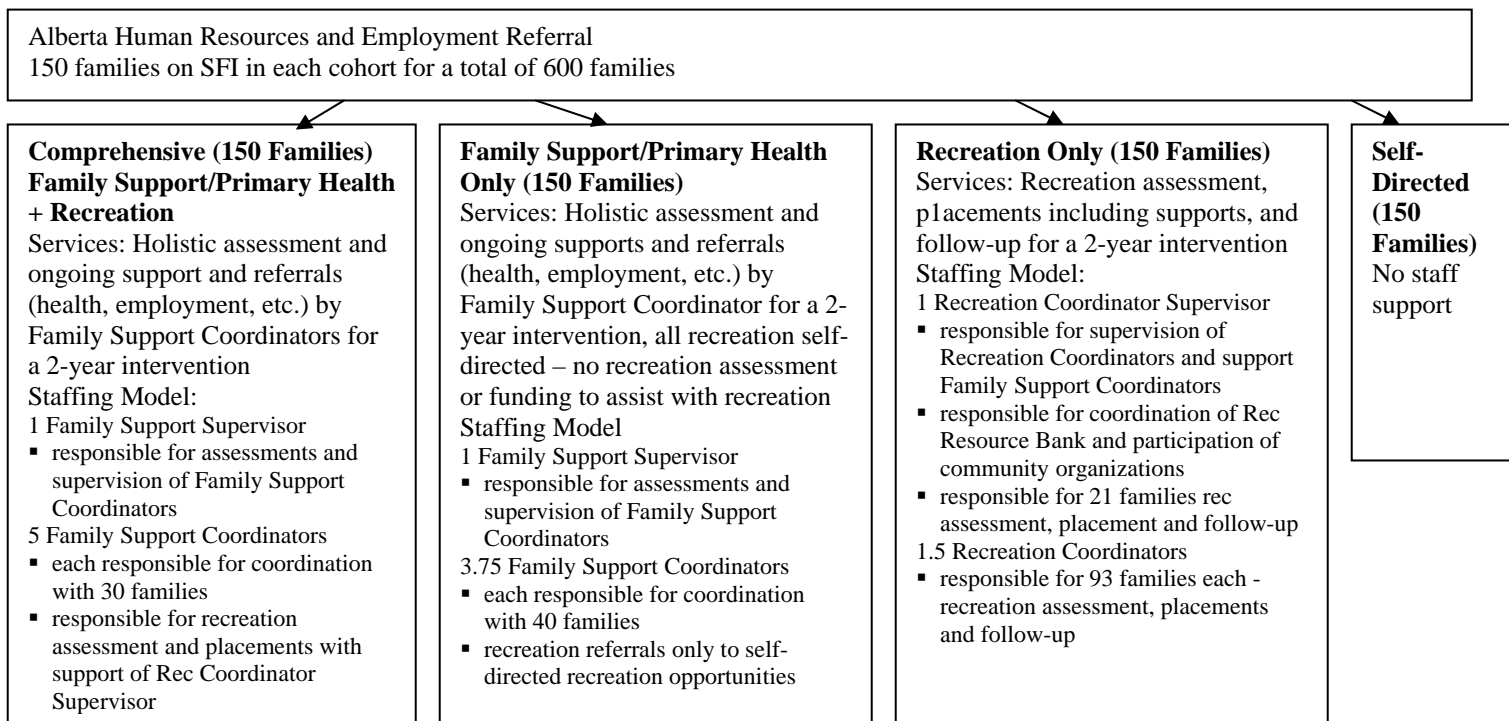 Alberta Human Resources and Employment Referral
150 families on SFI in each cohort for a total of 600 families
Comprehensive (150 Families)
Family Support/Primary Health
+ Recreation
Services: Holistic assessment and
ongoing support and referrals
(health, employment, etc.) by
Family Support Coordinators for
a 2-year intervention
Staffing Model:
1 Family Support Supervisor
▪ responsible for assessments and
supervision of Family Support
Coordinators
5 Family Support Coordinators
▪ each responsible for coordination
with 30 families
▪ responsible for recreation
assessment and placements with
support of Rec Coordinator
Supervisor
Family Support/Primary Health
Only (150 Families)
Services: Holistic assessment and
ongoing supports and referrals
(health, employment, etc.) by
Family Support Coordinator for a 2-
year intervention, all recreation self-
directed – no recreation assessment
or funding to assist with recreation
Staffing Model
1 Family Support Supervisor
▪ responsible for assessments and
supervision of Family Support
Coordinators
3.75 Family Support Coordinators
▪ each responsible for coordination
with 40 families
▪ recreation referrals only to self-
directed recreation opportunities
Recreation Only (150 Families)
Services: Recreation assessment,
p1acements including supports, and
follow-up for a 2-year intervention
Staffing Model:
1 Recreation Coordinator Supervisor
▪ responsible for supervision of
Recreation Coordinators and support
Family Support Coordinators
▪ responsible for coordination of Rec
Resource Bank and participation of
community organizations
▪ responsible for 21 families rec
assessment, placement and follow-up
1.5 Recreation Coordinators
▪ responsible for 93 families each -
recreation assessment, placements
and follow-up
Self-
Directed
(150
Families)
No staff
support